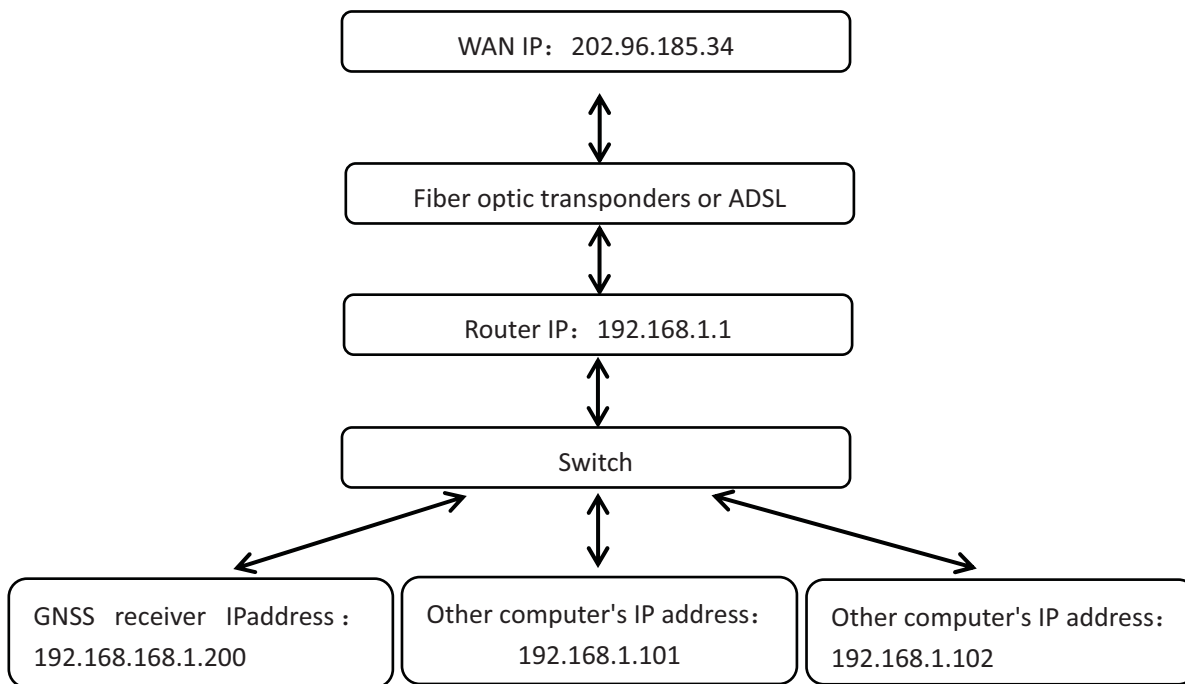 WAN IP：202.96.185.34
Fiber optic transponders or ADSL
Router IP：192.168.1.1
Switch
GNSS receiver IPaddress：
192.168.168.1.200
Other computer's IP address：
192.168.1.101
Other computer's IP address：
192.168.1.102